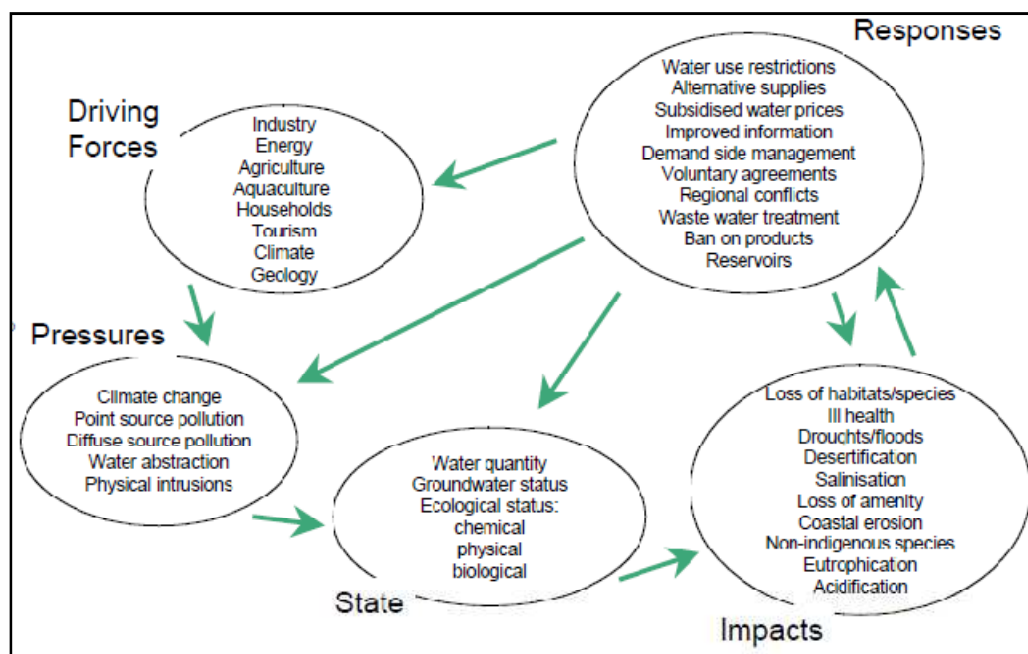 Responses
Water use restrictions
Alternative supplies
Subsidised water prices
Improved information
Demand side management
Voluntary agreements
Regional conflicts
Waste water treatment
Ban on products
Reservoirs
Driving
Forces
Industry
Energy
Agriculture
Aquaculture
Households
Tourism
Climate
Geology
Pressures
Climate change
Point source pollution
Diffuse source pollution
Water abstraction
Physical intrusions
Water quantity
Groundwater status
Ecological status:
chemical
physical
biological
State
Loss of habitats/species
Ill health
Drouchts/floods
Desertification
Salinisation
Loss of amenity
Coastal erosion
Non-indigenous species
Eutrophication
Acidification
Impacts